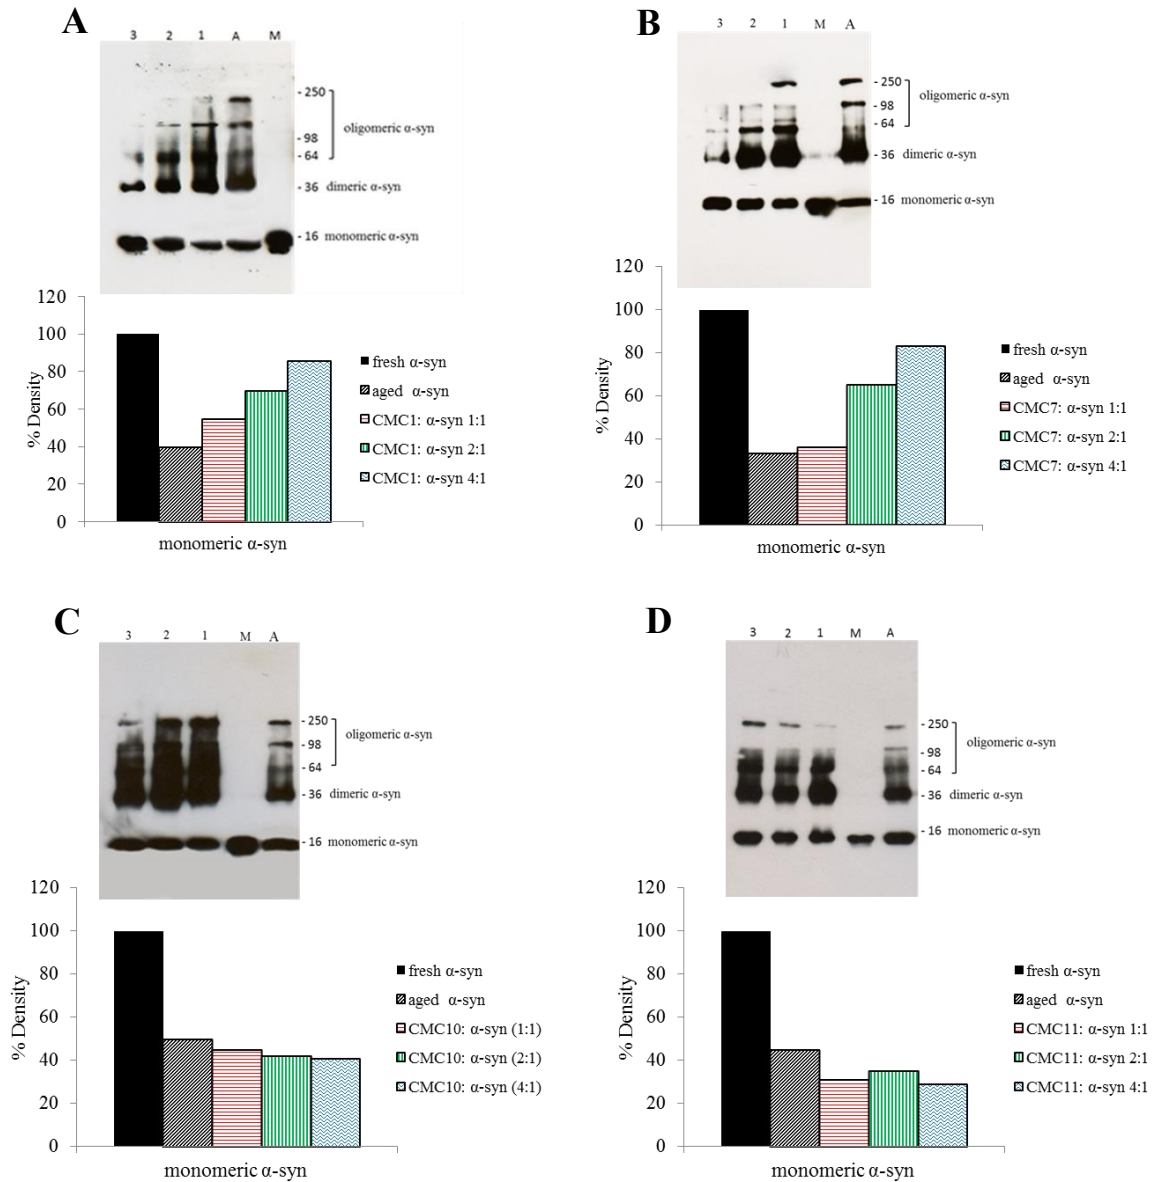 A
3 2 1 A M
- 250
oligomeric α-syn
- 98
- 64
- 36 dimeric α-syn
- 16 monomeric α-syn
120
100
80
60
40
20
0
% Density
monomeric α-syn
fresh α-syn
aged α-syn
CMC1: α-syn 1:1
CMC1: α-syn 2:1
CMC1: α-syn 4:1
B
3 2 1 M A
- 250
oligomeric α-syn
- 98
- 64
- 36 dimeric α-syn
- 16 monomeric α-syn
120
100
80
60
40
20
0
% Density
monomeric α-syn
fresh α-syn
aged α-syn
CMC7: α-syn 1:1
CMC7: α-syn 2:1
CMC7: α-syn 4:1
C
3 2 1 M A
- 250
oligomeric α-syn
- 98
- 64
- 36 dimeric α-syn
- 16 monomeric α-syn
120
100
80
60
40
20
0
% Density
monomeric α-syn
fresh α-syn
aged α-syn
CMC10: α-syn (1:1)
CMC10: α-syn (2:1)
CMC10: α-syn (4:1)
D
3 2 1 M A
- 250
oligomeric α-syn
- 98
- 64
- 36 dimeric α-syn
- 16 monomeric α-syn
120
100
80
60
40
20
0
% Density
monomeric α-syn
fresh α-syn
aged α-syn
CMC11: α-syn 1:1
CMC11: α-syn 2:1
CMC11: α-syn 4:1